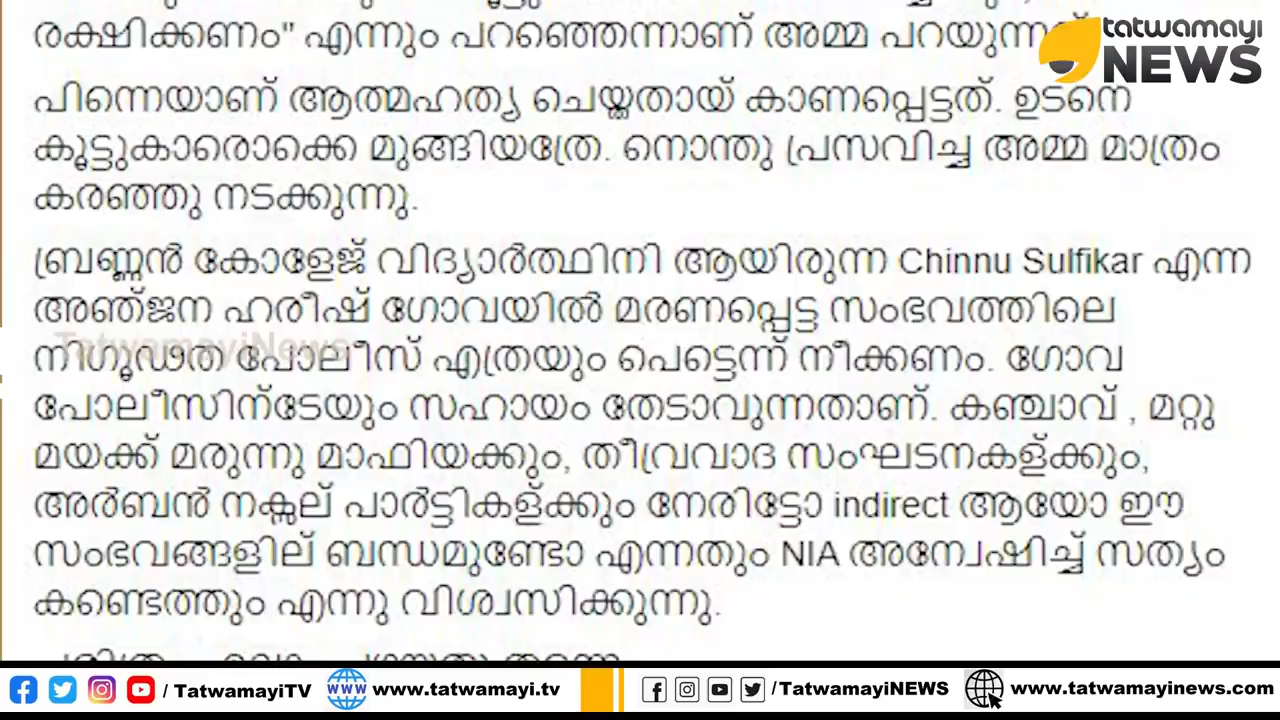 രക്ഷിക്കണം" എന്നും പറഞ്ഞെന്നാണ് അമ്മ പറയുന്നത്
tatwamayi
NEWS
പിന്നെയാണ് ആത്മഹത്യ ചെയ്തതായ് കാണപ്പെട്ടത്. ഉടനെ
കൂട്ടുകാരൊക്കെ മുങ്ങിയത്രേ. നൊന്തു പ്രസവിച്ച അമ്മ മാത്രം
കരഞ്ഞു നടക്കുന്നു.
ബ്രണ്ണൻ കോളേജ് വിദ്യാർത്ഥിനി ആയിരുന്ന Chinnu Sulfikar എന്ന
അഞ്ജന ഹരീഷ് ഗോവയിൽ മരണപ്പെട്ട സംഭവത്തിലെ
TatwamayiNews
നിഗൂഢത പോലീസ് എത്രയും പെട്ടെന്ന് നീക്കണം. ഗോവ
പോലീസിന്ടേയും സഹായം തേടാവുന്നതാണ്. കഞ്ചാവ് , മറ്റു
മയക്ക് മരുന്നു മാഫിയക്കും, തീവ്രവാദ സംഘടനകള്ക്കും,
അർബൻ നക്സല് പാർട്ടികള്ക്കും നേരിട്ടോ indirect ആയോ ഈ
സംഭവങ്ങളില് ബന്ധമുണ്ടോ എന്നതും NIA അന്വേഷിച്ച് സത്യം
കണ്ടെത്തും എന്നു വിശ്വസിക്കുന്നു.
/ TatwamayiTV www.tatwamayi.tv /TatwamayiNEWS www.tatwamayinews.com